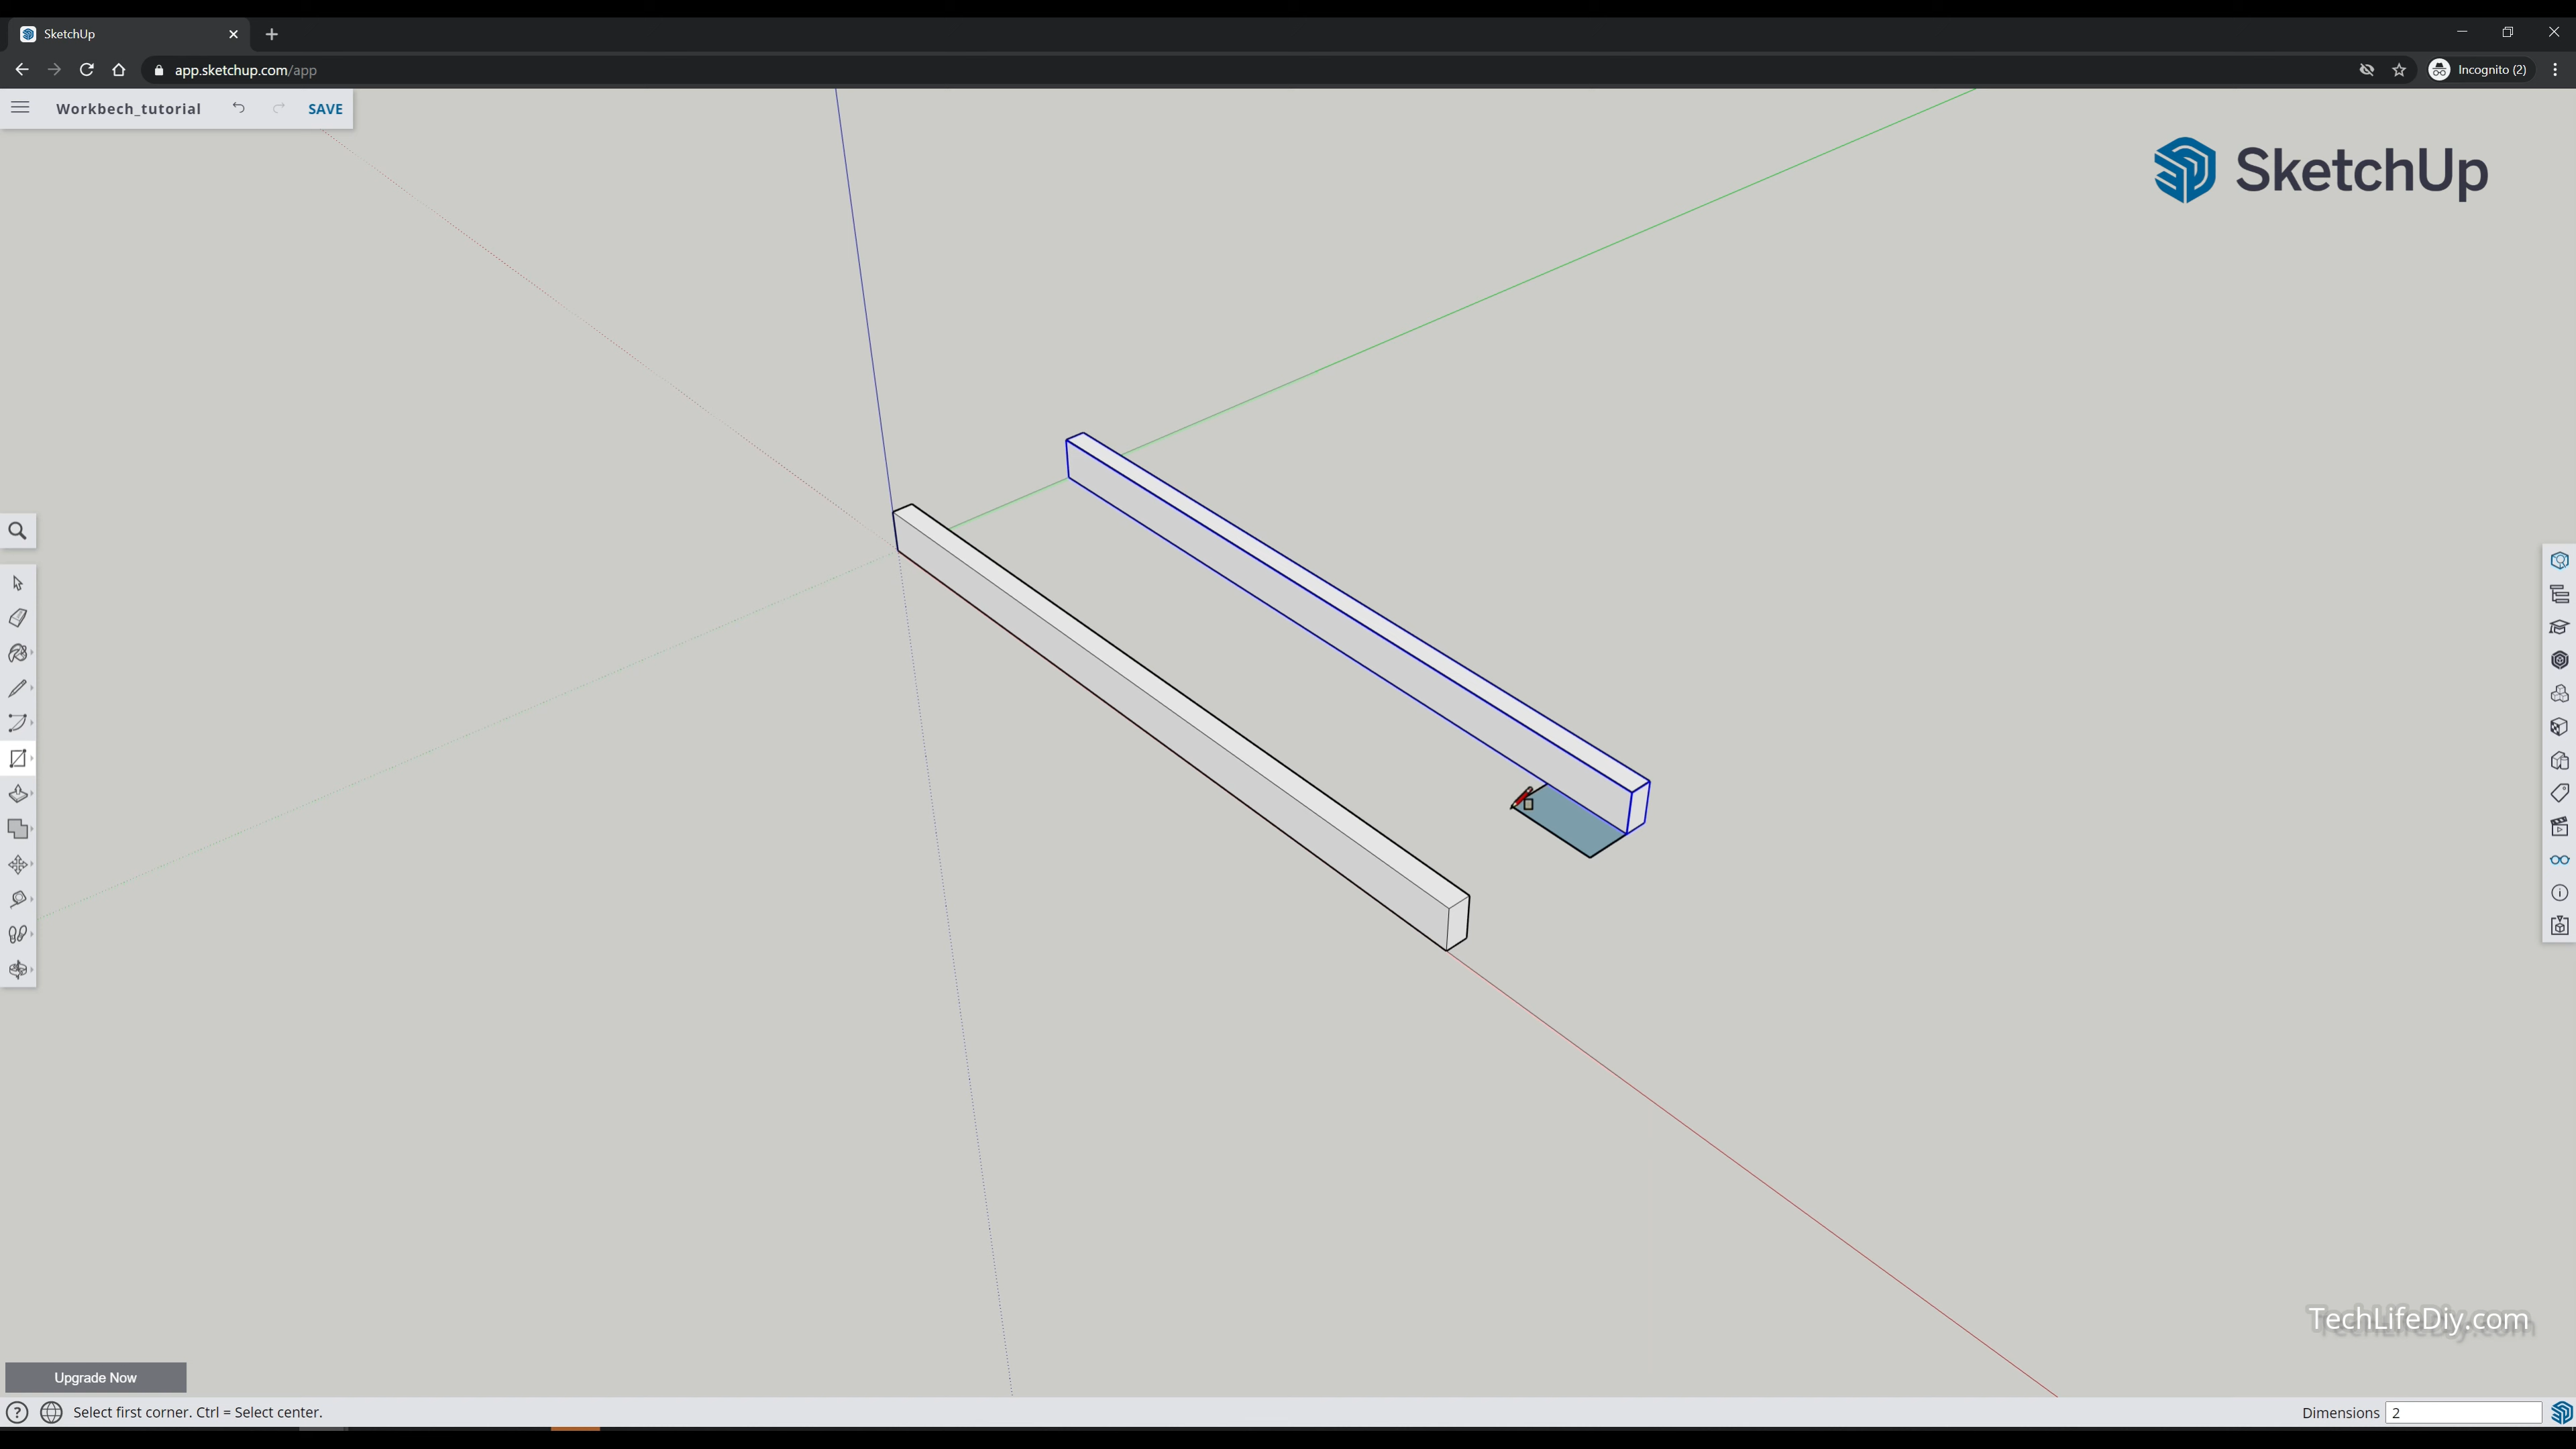 SketchUp
app.sketchup.com/app
Incognito (2)
Workbech_tutorial
SAVE
SketchUp
TechLifeDiy.com
Upgrade Now
Select first corner. Ctrl = Select center.
Dimensions 2